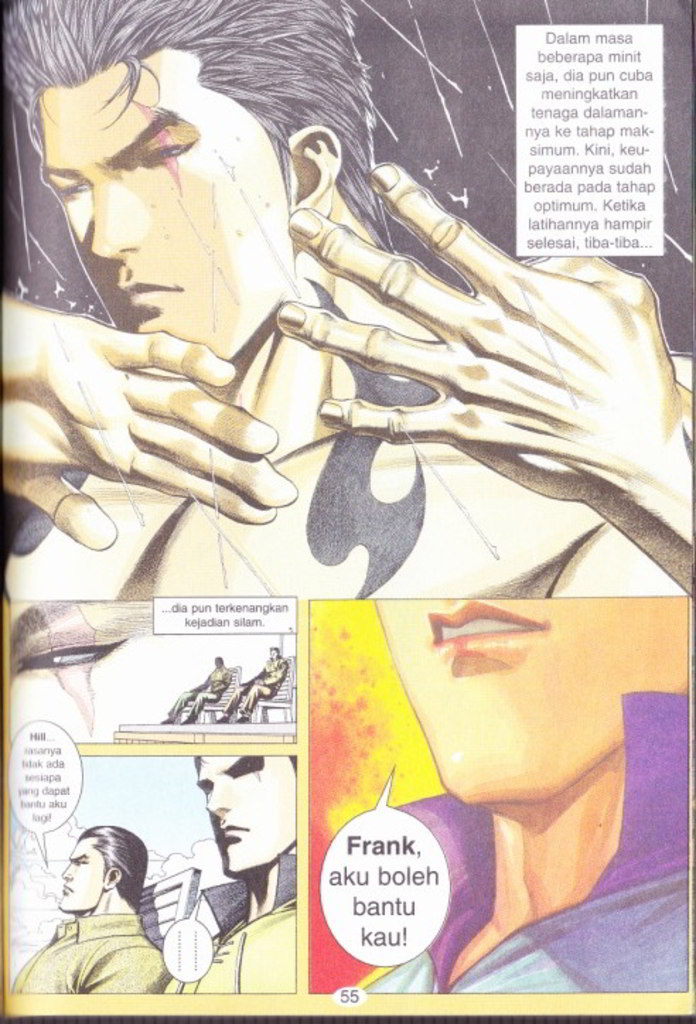 Dalam masa
beberapa minit
saja, dia pun cuba
meningkatkan
tenaga dalaman-
nya ke tahap mak-
simum. Kini, keu-
payaannya sudah
berada pada tahap
optimum. Ketika
latihannya hampir
selesai, tiba-tiba...
...dia pun terkenangkan
kejadian silam.
Hill...
rasanya
tidak ada
sesiapa
yang dapat
bantu aku
lagi!
..........
Frank,
aku boleh
bantu
kau!
55